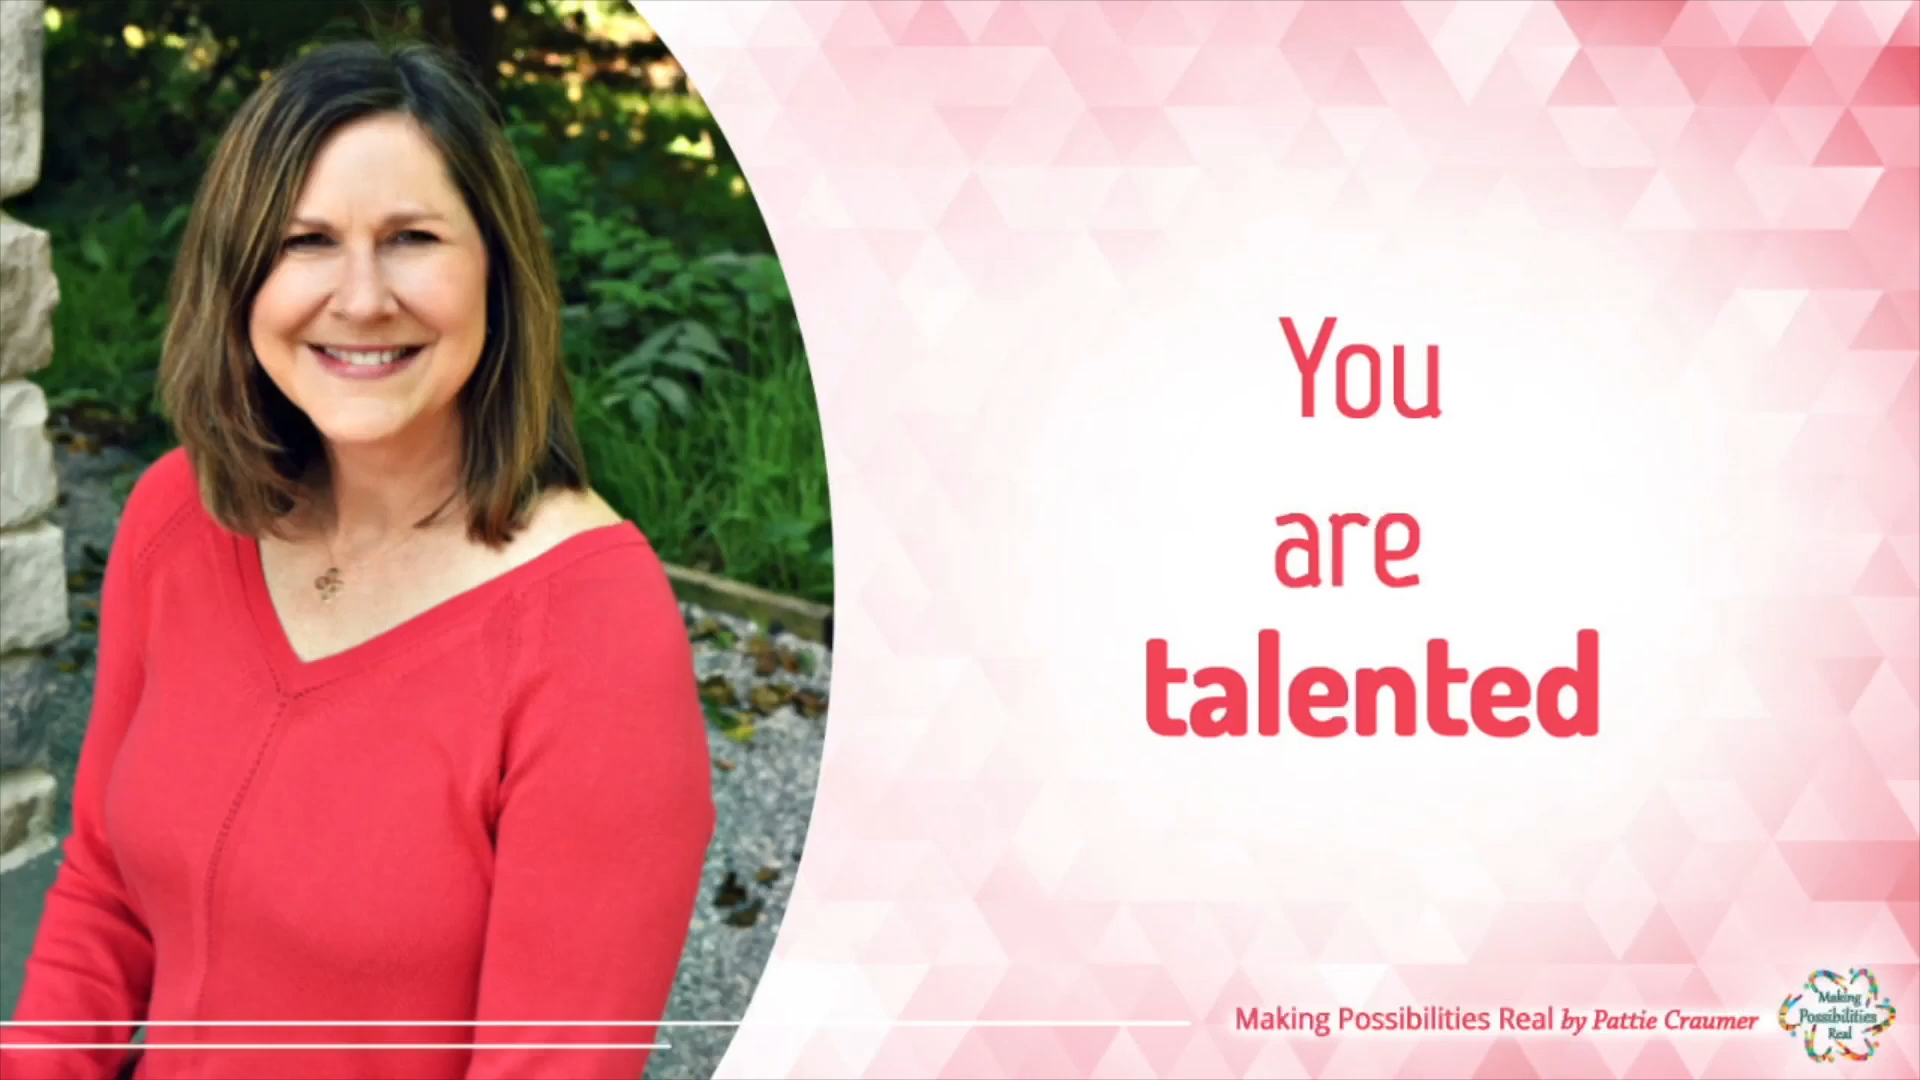 You
are
talented
Making Possibilities Real by Pattie Craumer
Making
Possibilities
Real